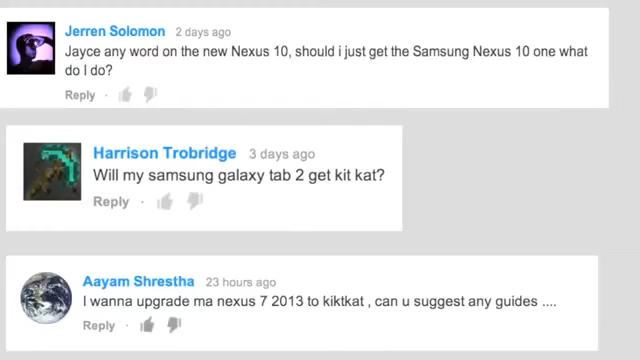 Jerren Solomon 2 days ago
Jayce any word on the new Nexus 10, should i just get the Samsung Nexus 10 one what
do I do?
Reply ·
Harrison Trobridge 3 days ago
Will my samsung galaxy tab 2 get kit kat?
Reply ·
Aayam Shrestha 23 hours ago
I wanna upgrade ma nexus 7 2013 to kiktkat , can u suggest any guides ....
Reply ·